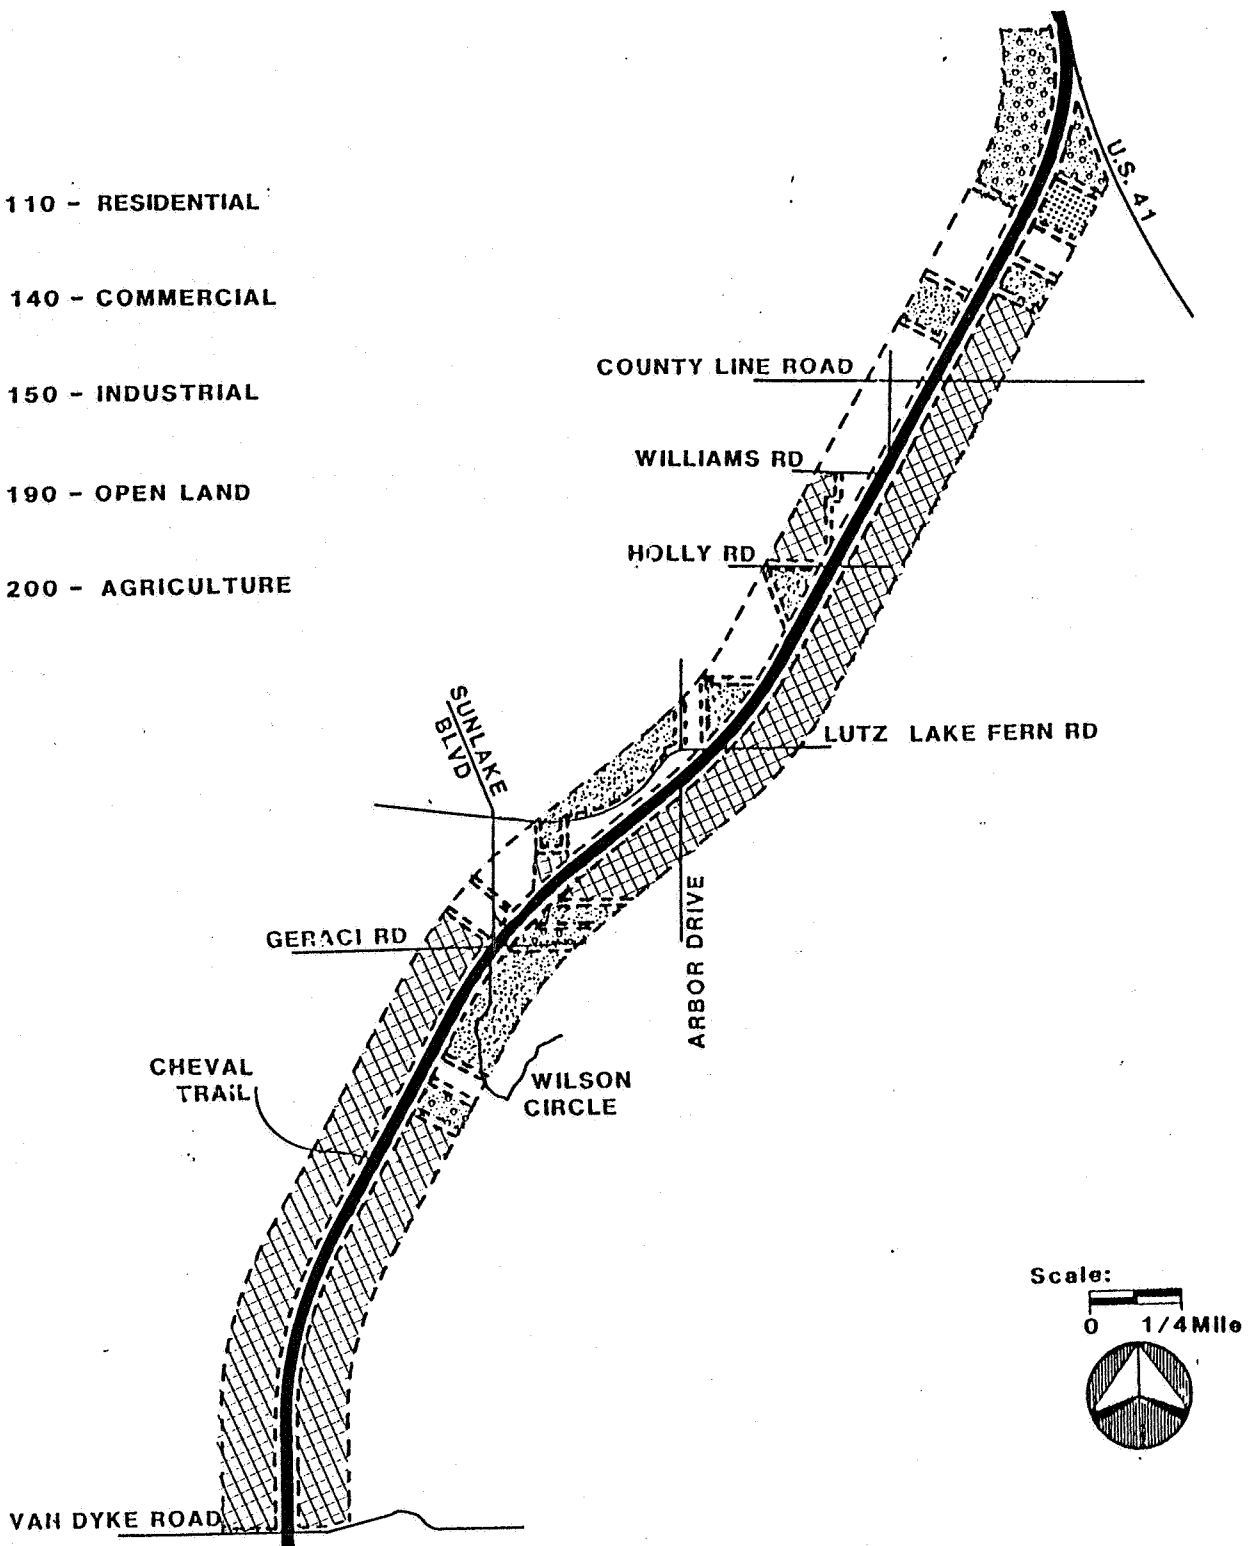 U.S. 41
110 - RESIDENTIAL
140 - COMMERCIAL
COUNTY LINE ROAD
150 - INDUSTRIAL
WILLIAMS RD
190 - OPEN LAND
HOLLY RD
200 - AGRICULTURE
SUNLAKE
BLVD
LUTZ LAKE FERN RD
ARBOR DRIVE
GERACI RD
CHEVAL
TRAIL
WILSON
CIRCLE
Scale:
0 1/4 Mile
VAN DYKE ROAD